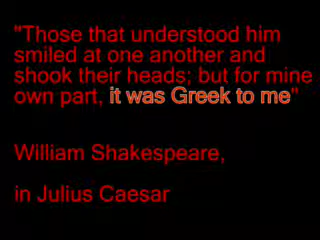 "Those that understood him
smiled at one another and
shook their heads; but for mine
own part, it was Greek to me"
William Shakespeare,
in Julius Caesar